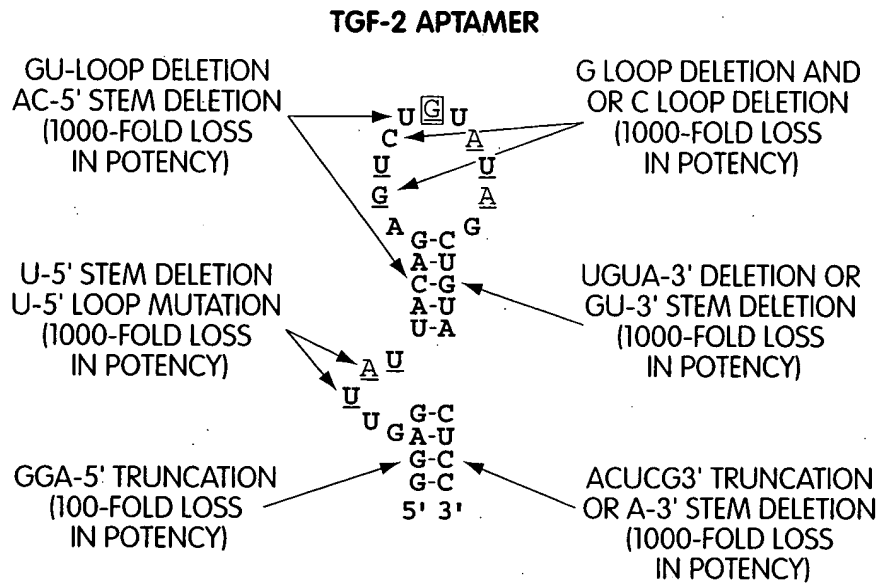 TGF-2 APTAMER
GU-LOOP DELETION
AC-5' STEM DELETION
(1000-FOLD LOSS
IN POTENCY)
G LOOP DELETION AND
OR C LOOP DELETION
(1000-FOLD LOSS
IN POTENCY)
U G U
C A
U U
G A
A G
G-C
A-U
C-G
A-U
U-A
U-5' STEM DELETION
U-5' LOOP MUTATION
(1000-FOLD LOSS
IN POTENCY)
UGUA-3' DELETION OR
GU-3' STEM DELETION
(1000-FOLD LOSS
IN POTENCY)
A U
U
U G
G-C
A-U
G-C
G-C
5' 3'
GGA-5' TRUNCATION
(100-FOLD LOSS
IN POTENCY)
ACUCG3' TRUNCATION
OR A-3' STEM DELETION
(1000-FOLD LOSS
IN POTENCY)